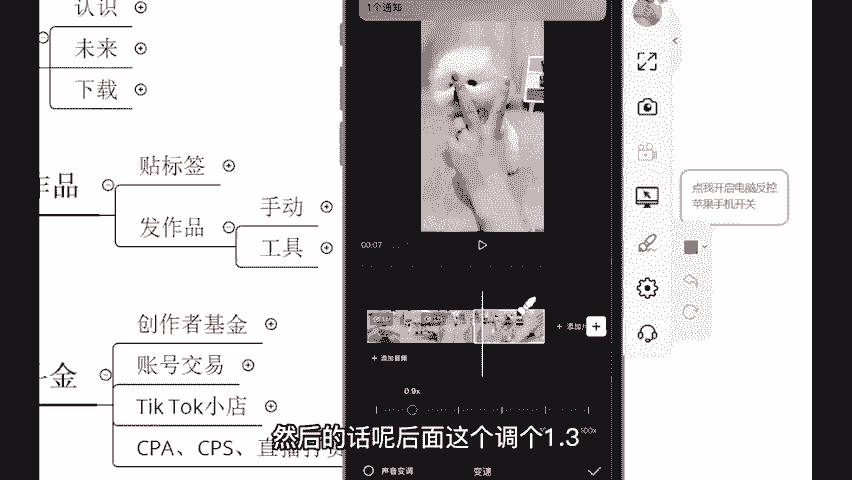 认识
未来
下载
作品
贴标签
发作品
手动
工具
金
创作者基金
账号交易
TikTok小店
CPA、CPS、直播打赏
1个通知
00:07
+ 添加片
+ 添加音频
0.9x
100x
声音变调
变速
点我开启电脑反控
苹果手机开关
然后的话呢后面这个调个1.3